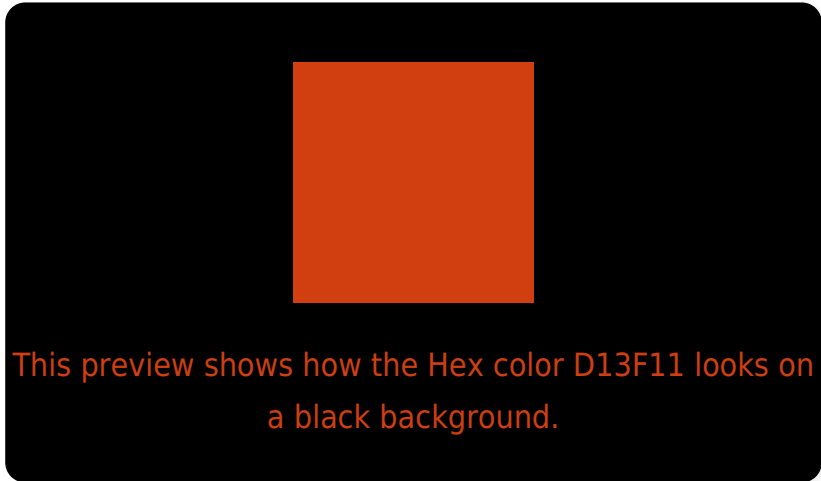 This preview shows how the Hex color D13F11 looks on
a black background.